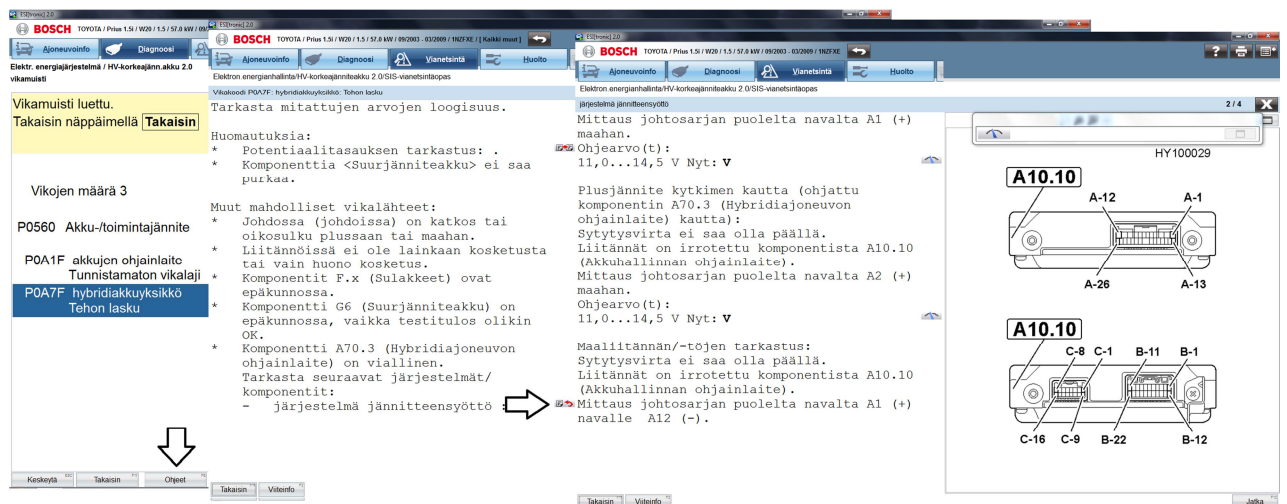 ESI[tronic] 2.0
BOSCH TOYOTA / Prius 1.5i / W20 / 1.5 / 57.0 kW / 09/
Ajoneuvoinfo Diagnoosi
Elektr. energiajärjestelmä / HV-korkeajänn.akku 2.0
vikamuisti
Vikamuisti luettu.
Takaisin näppäimellä Takaisin
Vikojen määrä 3
P0560 Akku-/toimintajännite
P0A1F akkujen ohjainlaite
Tunnistamaton vikalaji
P0A7F hybridiakkuyksikkö
Tehon lasku
Keskeytä Takaisin Ohjeet
ESI[tronic] 2.0
BOSCH TOYOTA / Prius 1.5i / W20 / 1.5 / 57.0 kW / 09/2003 - 03/2009 / 1NZFXE / [ Kaikki muut ]
Ajoneuvoinfo Diagnoosi Vianetsintä Huolto
Elektron.energianhallinta/HV-korkeajänniteakku 2.0/SIS-vianetsintäopas
Vikakoodi P0A7F: hybridiakkuyksikkö: Tehon lasku
Tarkasta mitattujen arvojen loogisuus.
Huomautuksia:
* Potentiaalitasauksen tarkastus: .
* Komponenttia <Suurjänniteakku> ei saa
purkaa.
Muut mahdolliset vikalähteet:
* Johdossa (johdoissa) on katkos tai
oikosulku plussaan tai maahan.
* Liitännöissä ei ole lainkaan kosketusta
tai vain huono kosketus.
* Komponentit F.x (Sulakkeet) ovat
epäkunnossa.
* Komponentti G6 (Suurjänniteakku) on
epäkunnossa, vaikka testitulos olikin
OK.
* Komponentti A70.3 (Hybridiajoneuvon
ohjainlaite) on viallinen.
Tarkasta seuraavat järjestelmät/
komponentit:
- järjestelmä jännitteensyöttö :
Takaisin Viiteinfo
ESI[tronic] 2.0
BOSCH TOYOTA / Prius 1.5i / W20 / 1.5 / 57.0 kW / 09/2003 - 03/2009 / 1NZFXE
Ajoneuvoinfo Diagnoosi Vianetsintä Huolto
Elektron.energianhallinta/HV-korkeajänniteakku 2.0/SIS-vianetsintäopas
järjestelmä jännitteensyöttö 2 / 4
Mittaus johtosarjan puolelta navalta A1 (+)
maahan.
Ohjearvo(t):
11,0...14,5 V Nyt: V
Plusjännite kytkimen kautta (ohjattu
komponentin A70.3 (Hybridiajoneuvon
ohjainlaite) kautta):
Sytytysvirta ei saa olla päällä.
Liitännät on irrotettu komponentista A10.10
(Akkuhallinnan ohjainlaite).
Mittaus johtosarjan puolelta navalta A2 (+)
maahan.
Ohjearvo(t):
11,0...14,5 V Nyt: V
Maaliitännän/-töjen tarkastus:
Sytytysvirta ei saa olla päällä.
Liitännät on irrotettu komponentista A10.10
(Akkuhallinnan ohjainlaite).
Mittaus johtosarjan puolelta navalta A1 (+)
navalle A12 (-).
Takaisin Viiteinfo
HY100029
A10.10
A-12 A-1
A-26 A-13
A10.10
C-8 C-1 B-11 B-1
C-16 C-9 B-22 B-12
Jatka